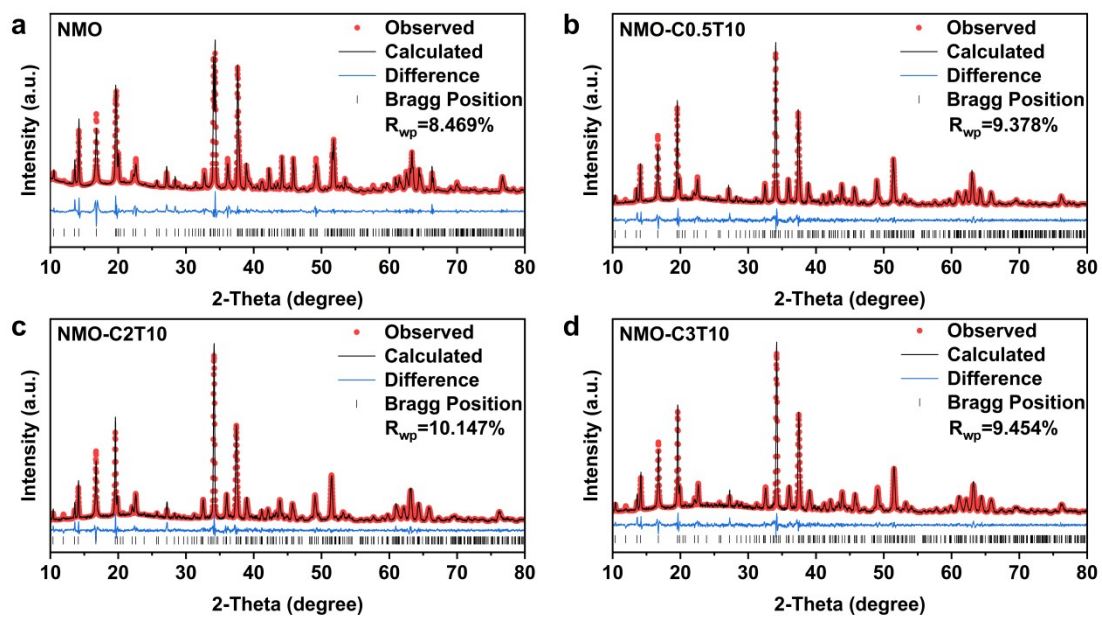 a
NMO
Observed
Calculated
Difference
Bragg Position
Rwp=8.469%
Intensity (a.u.)
10 20 30 40 50 60 70 80
2-Theta (degree)
b
NMO-C0.5T10
Observed
Calculated
Difference
Bragg Position
Rwp=9.378%
Intensity (a.u.)
10 20 30 40 50 60 70 80
2-Theta (degree)
c
NMO-C2T10
Observed
Calculated
Difference
Bragg Position
Rwp=10.147%
Intensity (a.u.)
10 20 30 40 50 60 70 80
2-Theta (degree)
d
NMO-C3T10
Observed
Calculated
Difference
Bragg Position
Rwp=9.454%
Intensity (a.u.)
10 20 30 40 50 60 70 80
2-Theta (degree)